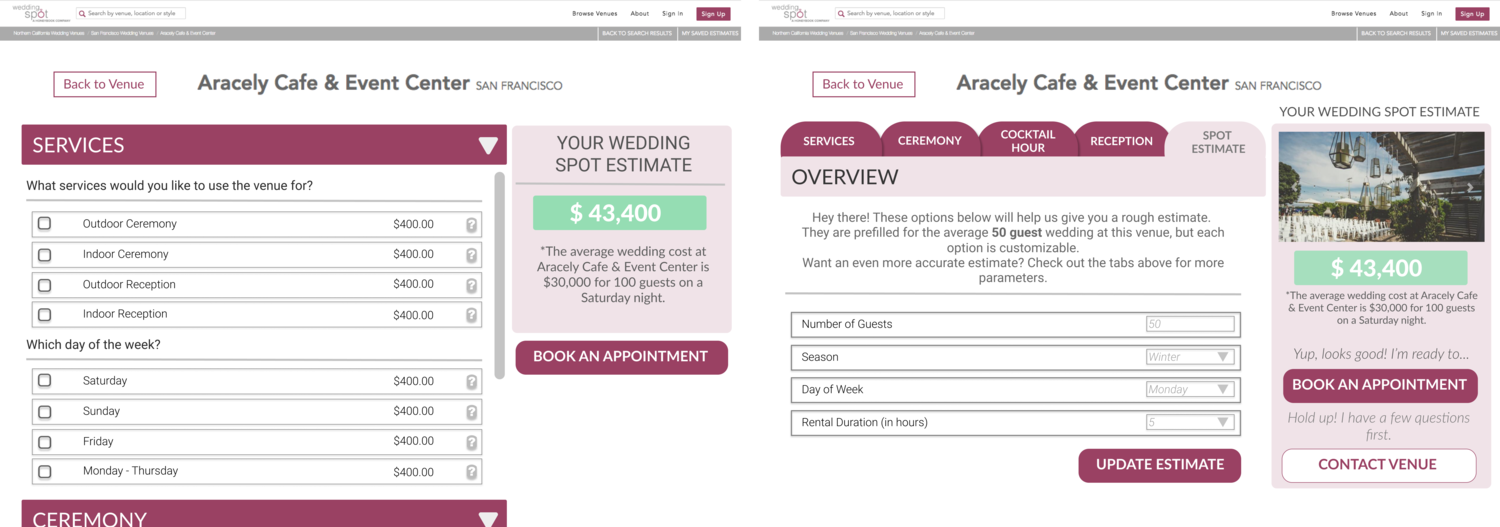 wedding
spot
A HONEYBOOK COMPANY
Search by venue, location or style
Browse Venues
About
Sign In
Sign Up
Northern California Wedding Venues
San Francisco Wedding Venues
Aracely Cafe & Event Center
BACK TO SEARCH RESULTS
MY SAVED ESTIMATES
Back to Venue
Aracely Cafe & Event Center SAN FRANCISCO
SERVICES
What services would you like to use the venue for?
Outdoor Ceremony $400.00 ?
Indoor Ceremony $400.00 ?
Outdoor Reception $400.00 ?
Indoor Reception $400.00 ?
Which day of the week?
Saturday $400.00 ?
Sunday $400.00 ?
Friday $400.00 ?
Monday - Thursday $400.00 ?
CEREMONY
YOUR WEDDING
SPOT ESTIMATE
$ 43,400
*The average wedding cost at
Aracely Cafe & Event Center is
$30,000 for 100 guests on a
Saturday night.
BOOK AN APPOINTMENT
wedding
spot
A HONEYBOOK COMPANY
Search by venue, location or style
Browse Venues
About
Sign In
Sign Up
Northern California Wedding Venues
San Francisco Wedding Venues
Aracely Cafe & Event Center
BACK TO SEARCH RESULTS
MY SAVED ESTIMATES
Back to Venue
Aracely Cafe & Event Center SAN FRANCISCO
SERVICES
CEREMONY
COCKTAIL
HOUR
RECEPTION
SPOT
ESTIMATE
OVERVIEW
Hey there! These options below will help us give you a rough estimate.
They are prefilled for the average 50 guest wedding at this venue, but each
option is customizable.
Want an even more accurate estimate? Check out the tabs above for more
parameters.
Number of Guests 50
Season Winter
Day of Week Monday
Rental Duration (in hours) 5
UPDATE ESTIMATE
YOUR WEDDING SPOT ESTIMATE
$ 43,400
*The average wedding cost at Aracely Cafe
& Event Center is $30,000 for 100 guests
on a Saturday night.
Yup, looks good! I'm ready to...
BOOK AN APPOINTMENT
Hold up! I have a few questions
first.
CONTACT VENUE